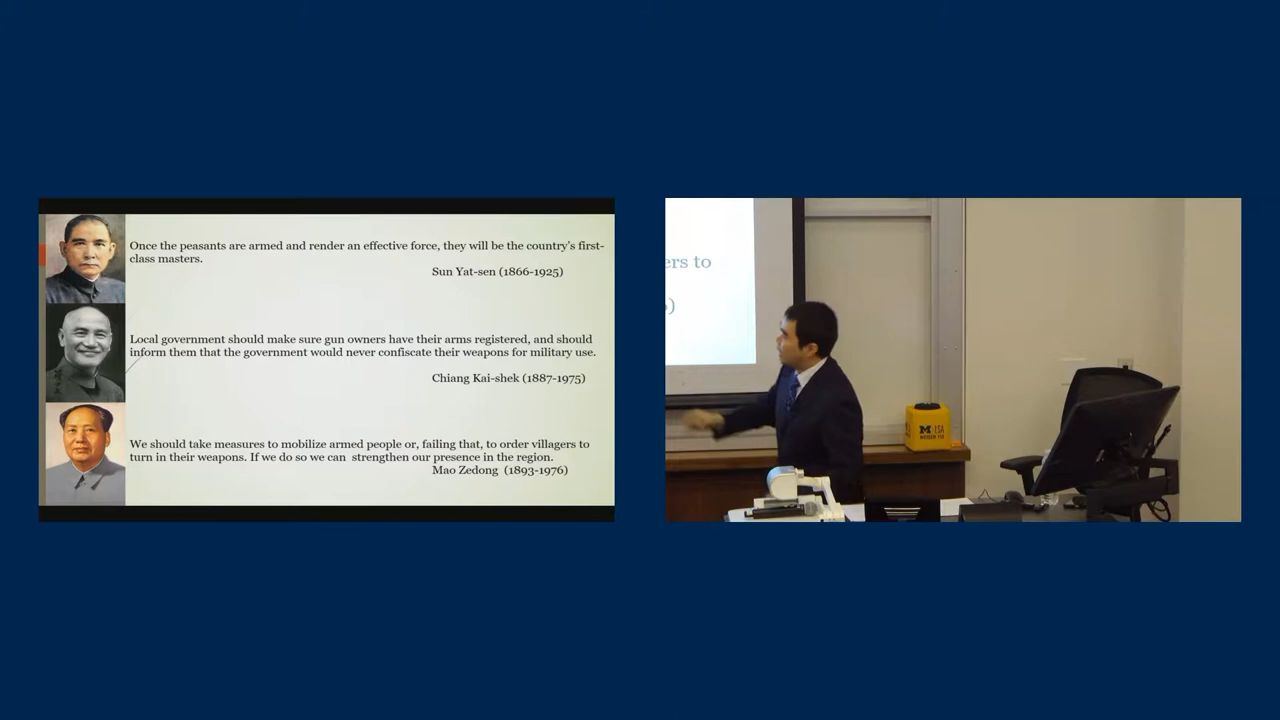 Once the peasants are armed and render an effective force, they will be the country's first-
class masters.
Sun Yat-sen (1866-1925)
Local government should make sure gun owners have their arms registered, and should
inform them that the government would never confiscate their weapons for military use.
Chiang Kai-shek (1887-1975)
We should take measures to mobilize armed people or, failing that, to order villagers to
turn in their weapons. If we do so we can strengthen our presence in the region.
Mao Zedong (1893-1976)
ers to
)
M LSA